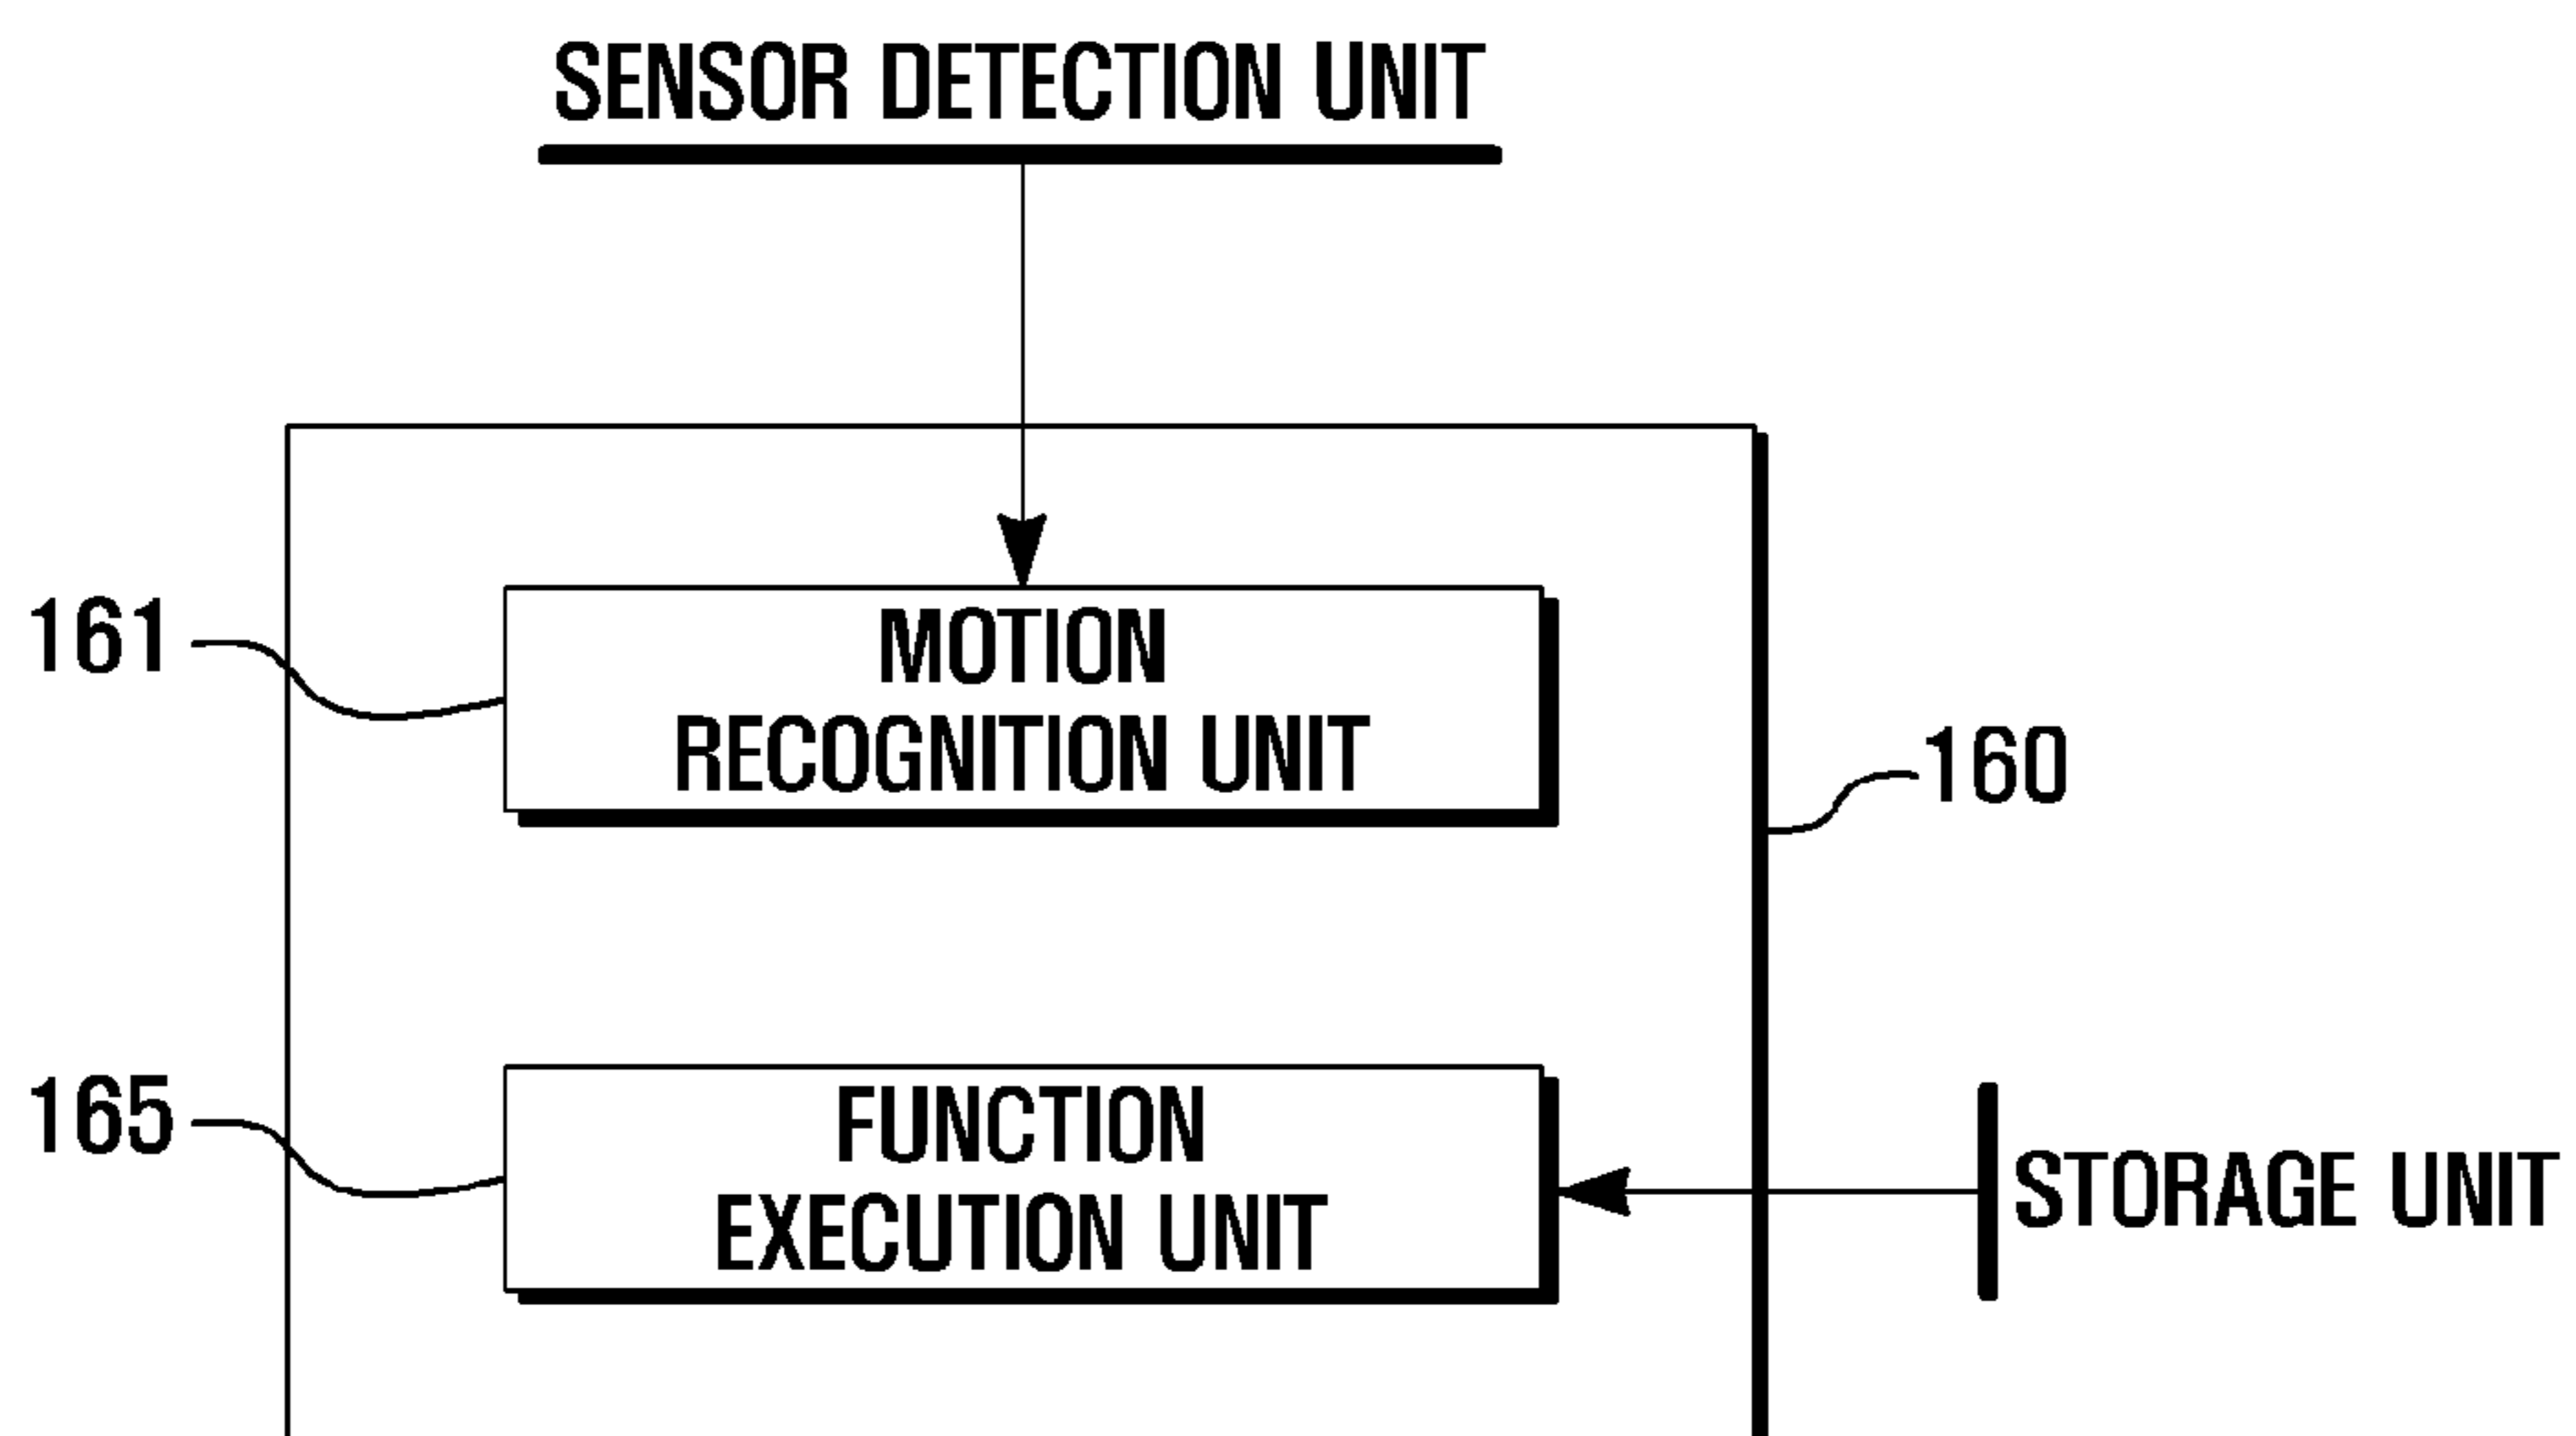 SENSOR DETECTION UNIT
161
MOTION
RECOGNITION UNIT
160
165
FUNCTION
EXECUTION UNIT
STORAGE UNIT